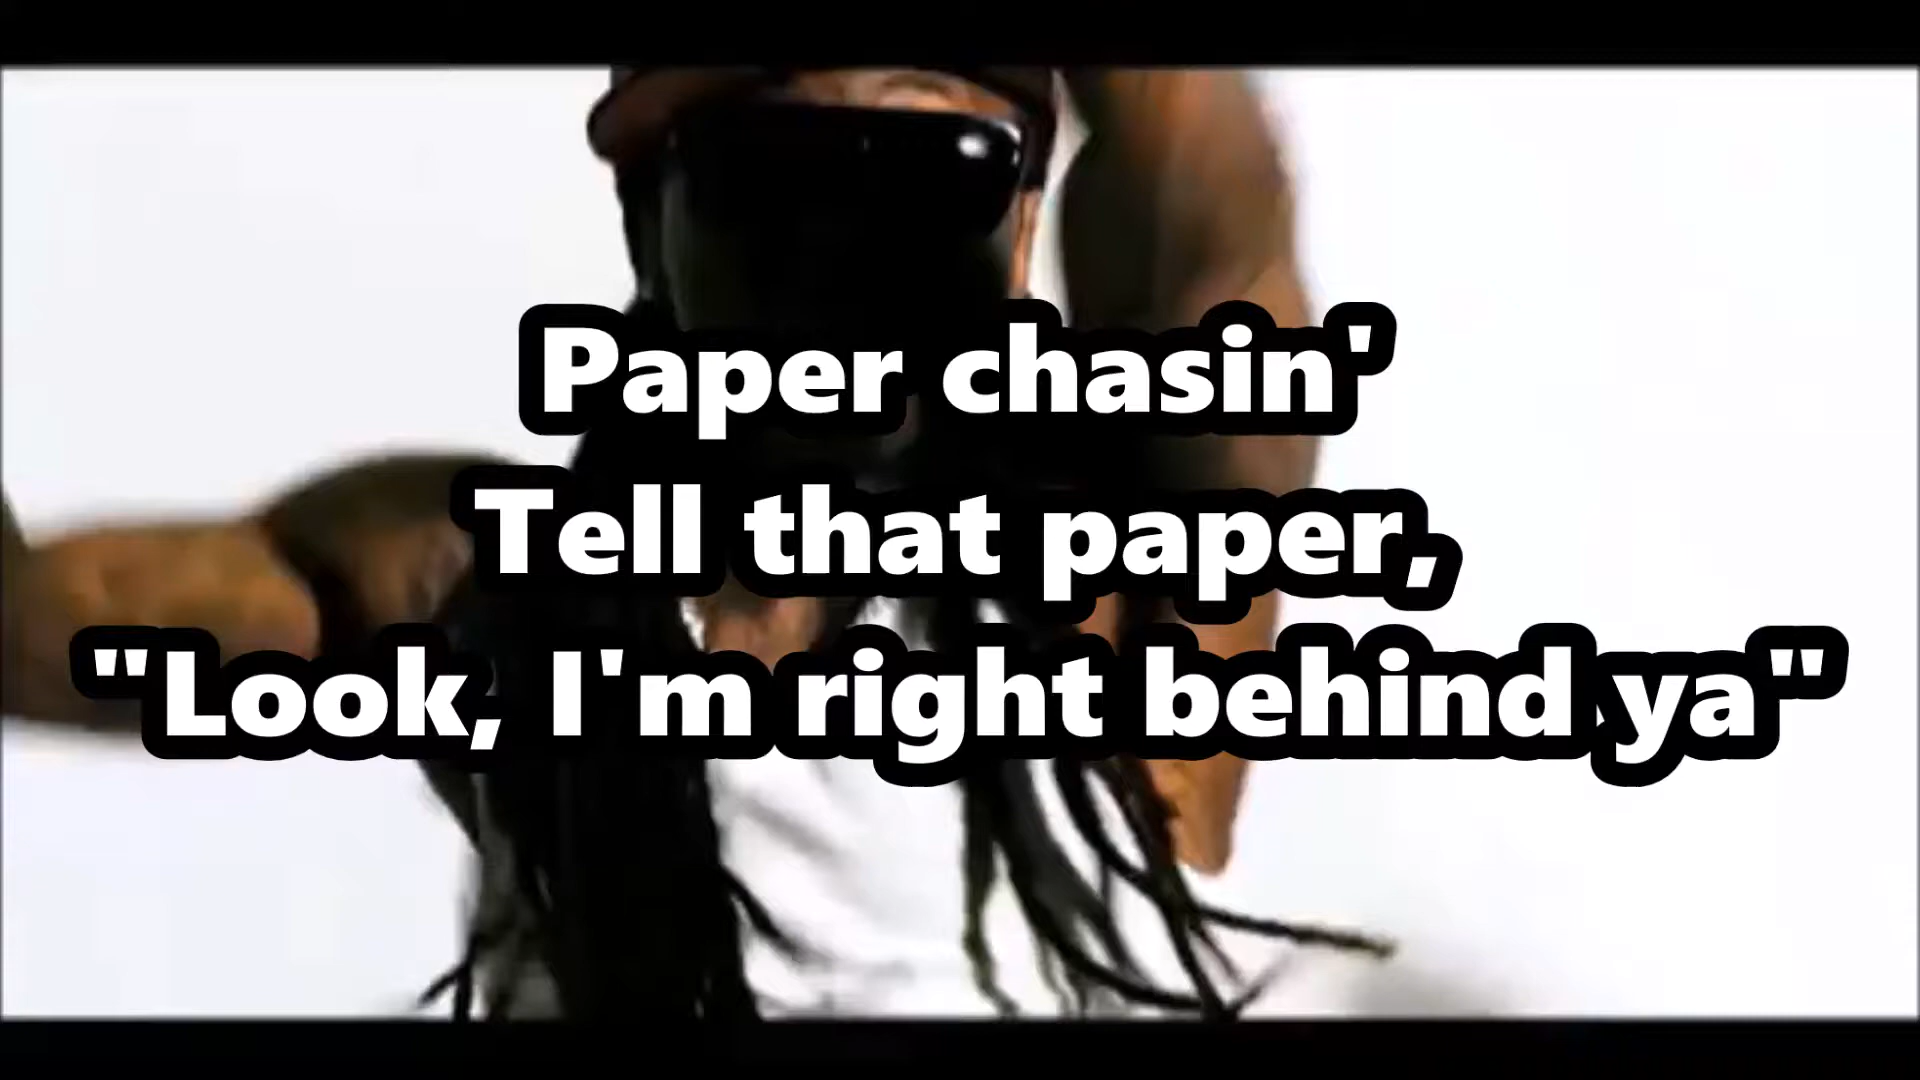 Paper chasin'
Tell that paper,
"Look, I'm right behind ya"